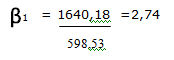 β₁ = 1640,18 =2,74
598,53